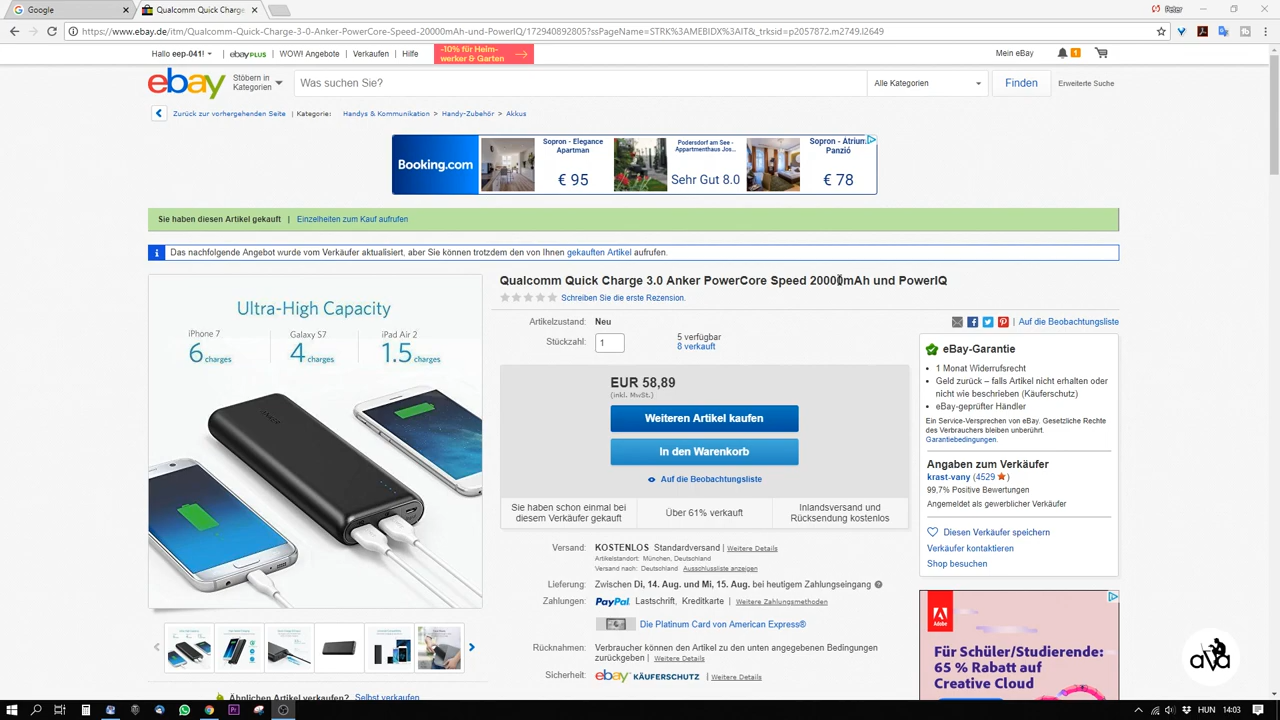 Google
Qualcomm Quick Charge
Peter
https://www.ebay.de/itm/Qualcomm-Quick-Charge-3-0-Anker-PowerCore-Speed-20000mAh-und-PowerIQ/172940892805?ssPageName=STRK%3AMEBIDX%3AIT&_trksid=p2057872.m2749.l2649
Hallo eep-041!
ebayPLUS
WOW! Angebote
Verkaufen
Hilfe
-10% für Heim-
werker & Garten
Mein eBay
1
ebay
Stöbern in
Kategorien
Was suchen Sie?
Alle Kategorien
Finden
Erweiterte Suche
Zurück zur vorhergehenden Seite | Kategorie: Handys & Kommunikation > Handy-Zubehör > Akkus
Booking.com
Sopron - Elegance
Apartman
€ 95
Podersdorf am See -
Appartmenthaus Jos...
Sehr Gut 8.0
Sopron - Átrium
Panzió
€ 78
Sie haben diesen Artikel gekauft | Einzelheiten zum Kauf aufrufen
Das nachfolgende Angebot wurde vom Verkäufer aktualisiert, aber Sie können trotzdem den von Ihnen gekauften Artikel aufrufen.
Ultra-High Capacity
iPhone 7
6 charges
Galaxy S7
4 charges
iPad Air 2
1.5 charges
Qualcomm Quick Charge 3.0 Anker PowerCore Speed 20000mAh und PowerIQ
Schreiben Sie die erste Rezension.
Artikelzustand: Neu
Stückzahl: 1
5 verfügbar
8 verkauft
EUR 58,89
(inkl. MwSt.)
Weiteren Artikel kaufen
In den Warenkorb
Auf die Beobachtungsliste
Sie haben schon einmal bei
diesem Verkäufer gekauft
Über 61% verkauft
Inlandsversand und
Rücksendung kostenlos
Versand: KOSTENLOS Standardversand | Weitere Details
Artikelstandort: München, Deutschland
Versand nach: Deutschland Ausschlussliste anzeigen
Lieferung: Zwischen Di, 14. Aug. und Mi, 15. Aug. bei heutigem Zahlungseingang
Zahlungen: PayPal Lastschrift, Kreditkarte | Weitere Zahlungsmethoden
Die Platinum Card von American Express®
Rücknahmen: Verbraucher können den Artikel zu den unten angegebenen Bedingungen
zurückgeben | Weitere Details
Sicherheit: ebay KÄUFERSCHUTZ | Weitere Details
| Auf die Beobachtungsliste
eBay-Garantie
1 Monat Widerrufsrecht
Geld zurück – falls Artikel nicht erhalten oder
nicht wie beschrieben (Käuferschutz)
eBay-geprüfter Händler
Ein Service-Versprechen von eBay. Gesetzliche Rechte
des Verbrauchers bleiben unberührt.
Garantiebedingungen.
Angaben zum Verkäufer
krast-vany (4529 )
99,7% Positive Bewertungen
Angemeldet als gewerblicher Verkäufer
Diesen Verkäufer speichern
Verkäufer kontaktieren
Shop besuchen
Adobe
Für Schüler/Studierende:
65 % Rabatt auf
Creative Cloud
ava
Ähnlichen Artikel verkaufen? Selbst verkaufen
HUN
14:03